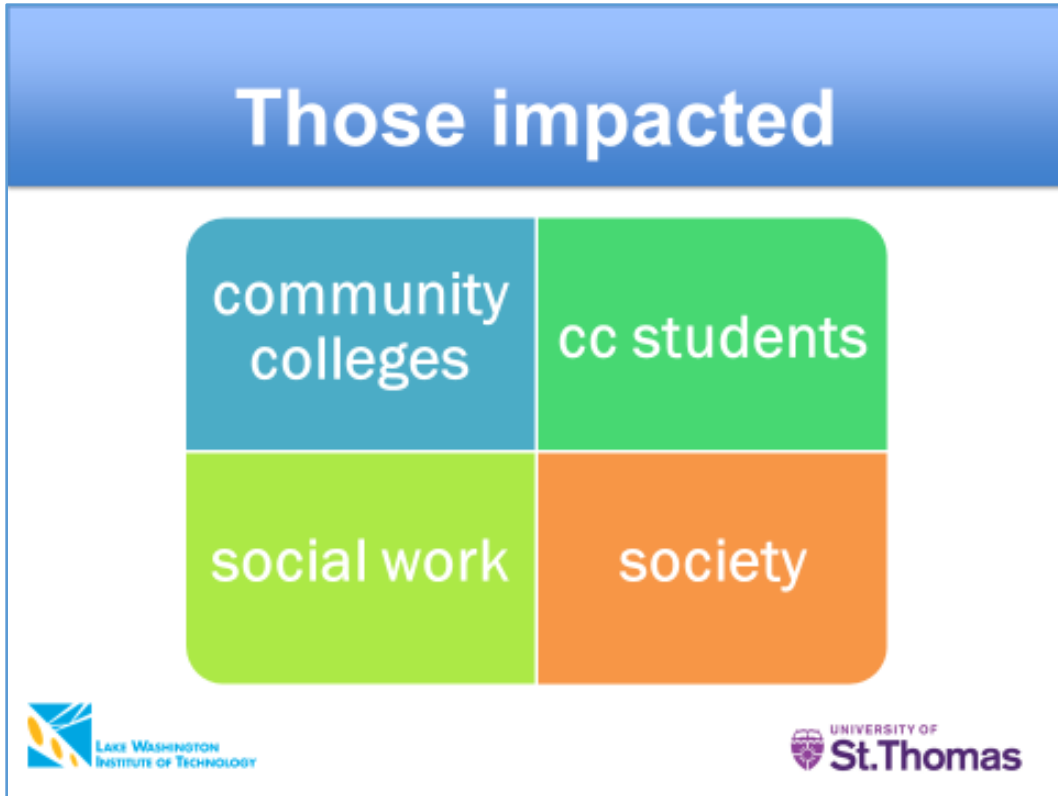 Those impacted
community
colleges
cc students
social work
society
LAKE WASHINGTON
INSTITUTE OF TECHNOLOGY
UNIVERSITY OF
St.Thomas